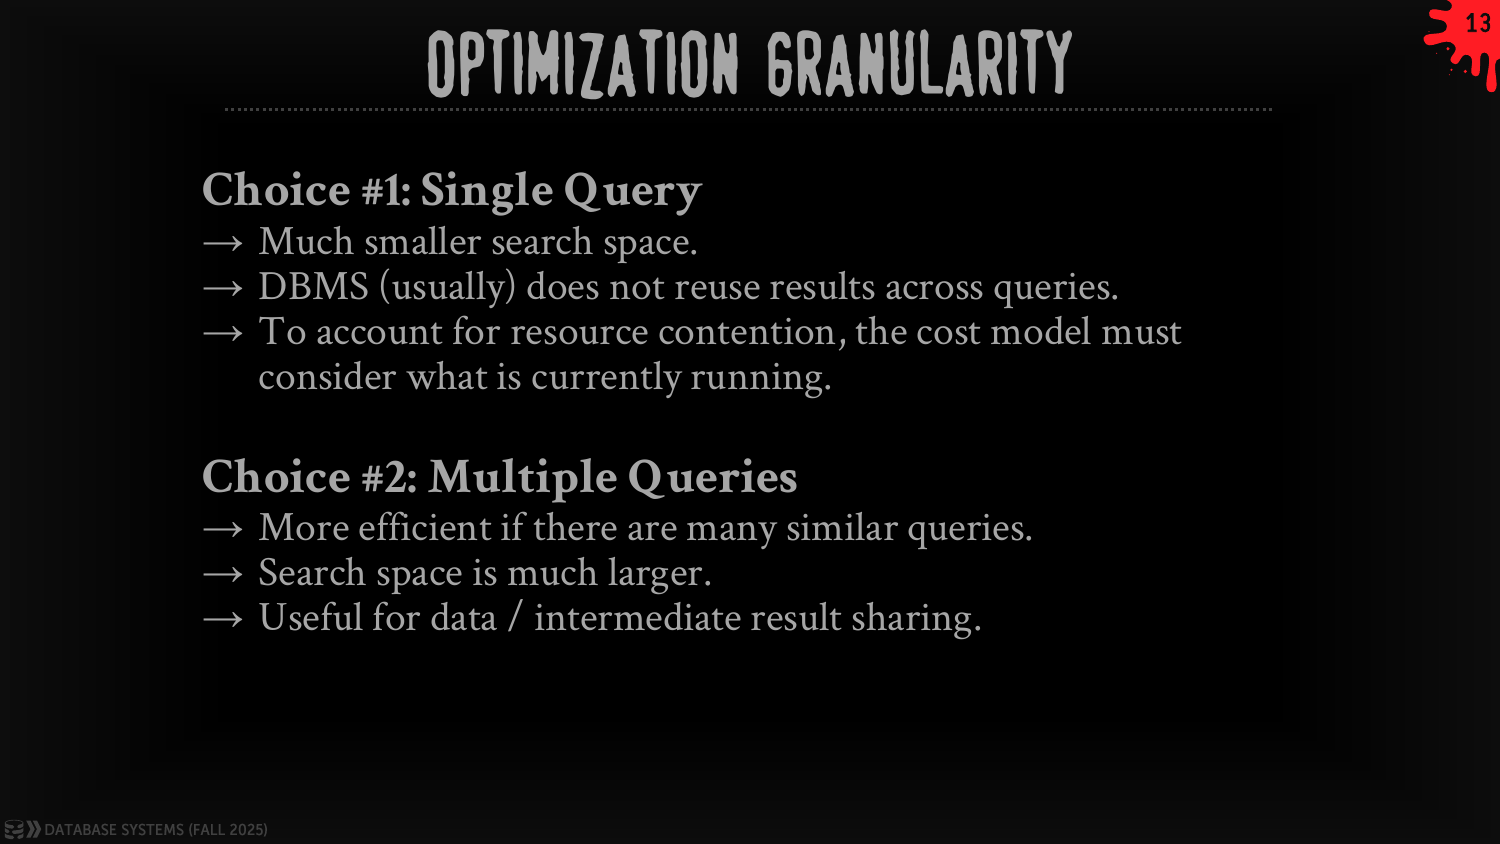 OPTIMIZATION GRANULARITY
13
Choice #1: Single Query
→ Much smaller search space.
→ DBMS (usually) does not reuse results across queries.
→ To account for resource contention, the cost model must
consider what is currently running.
Choice #2: Multiple Queries
→ More efficient if there are many similar queries.
→ Search space is much larger.
→ Useful for data / intermediate result sharing.
DATABASE SYSTEMS (FALL 2025)